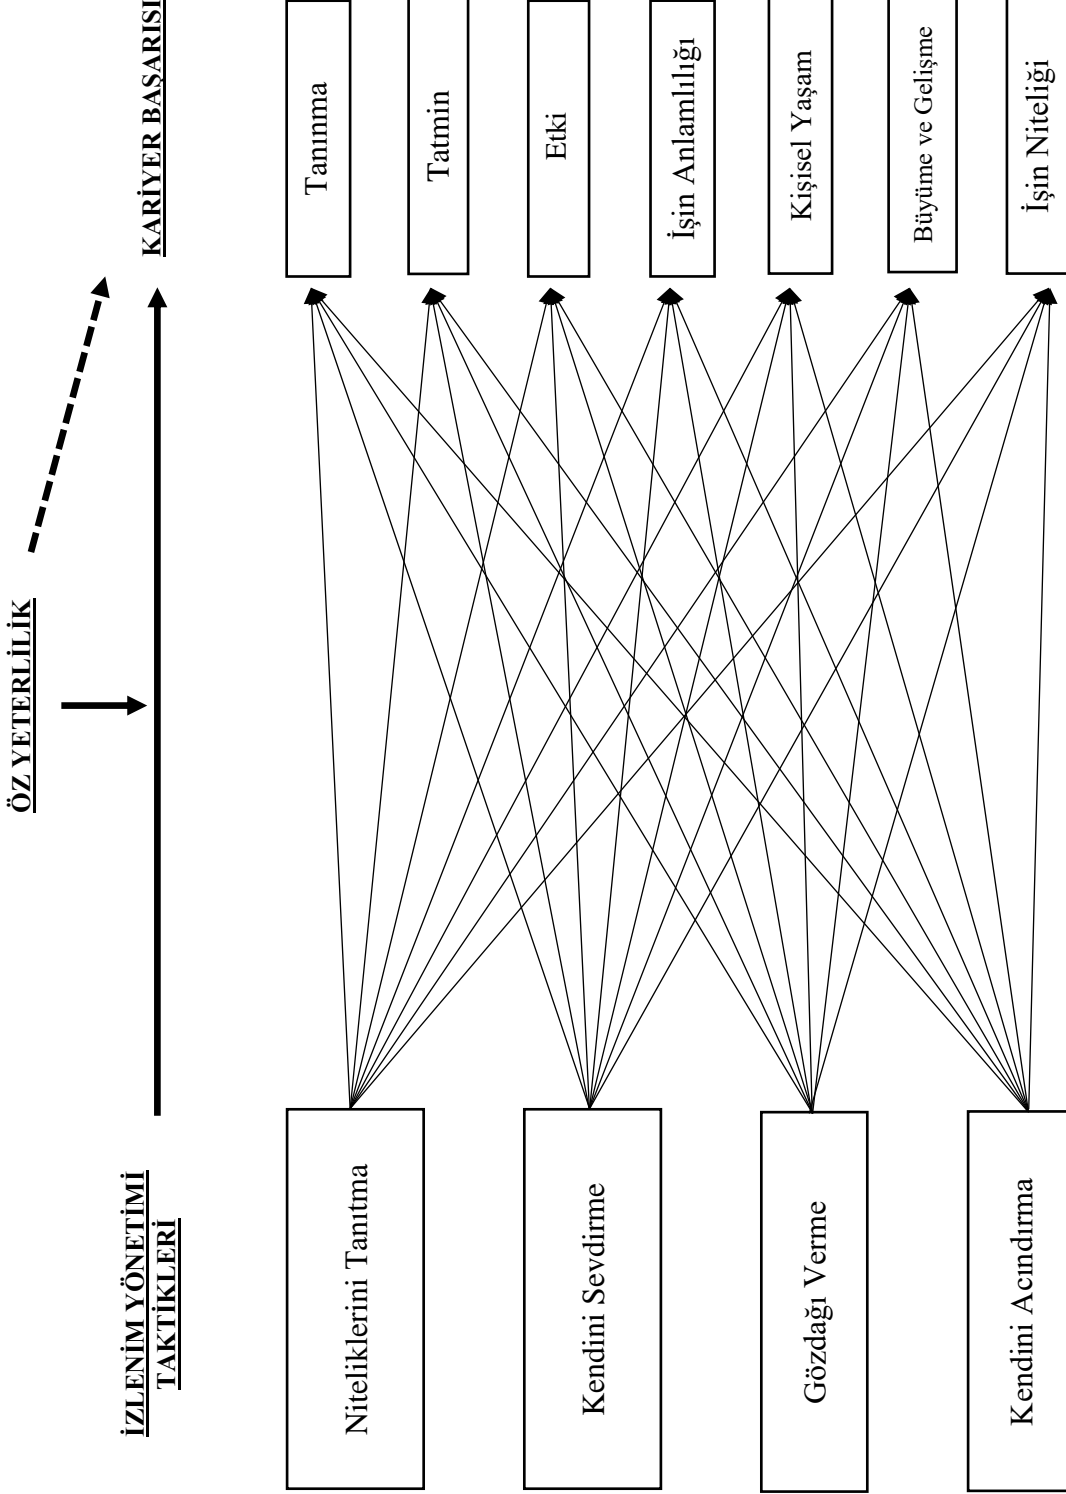 ÖZ YETERLİLİK
İZLENİM YÖNETİMİ
TAKTİKLERİ
KARİYER BAŞARISI
Niteliklerini Tanıtma
Kendini Sevdirme
Gözdağı Verme
Kendini Acındırma
Tanınma
Tatmin
Etki
İşin Anlamlılığı
Kişisel Yaşam
Büyüme ve Gelişme
İşin Niteliği